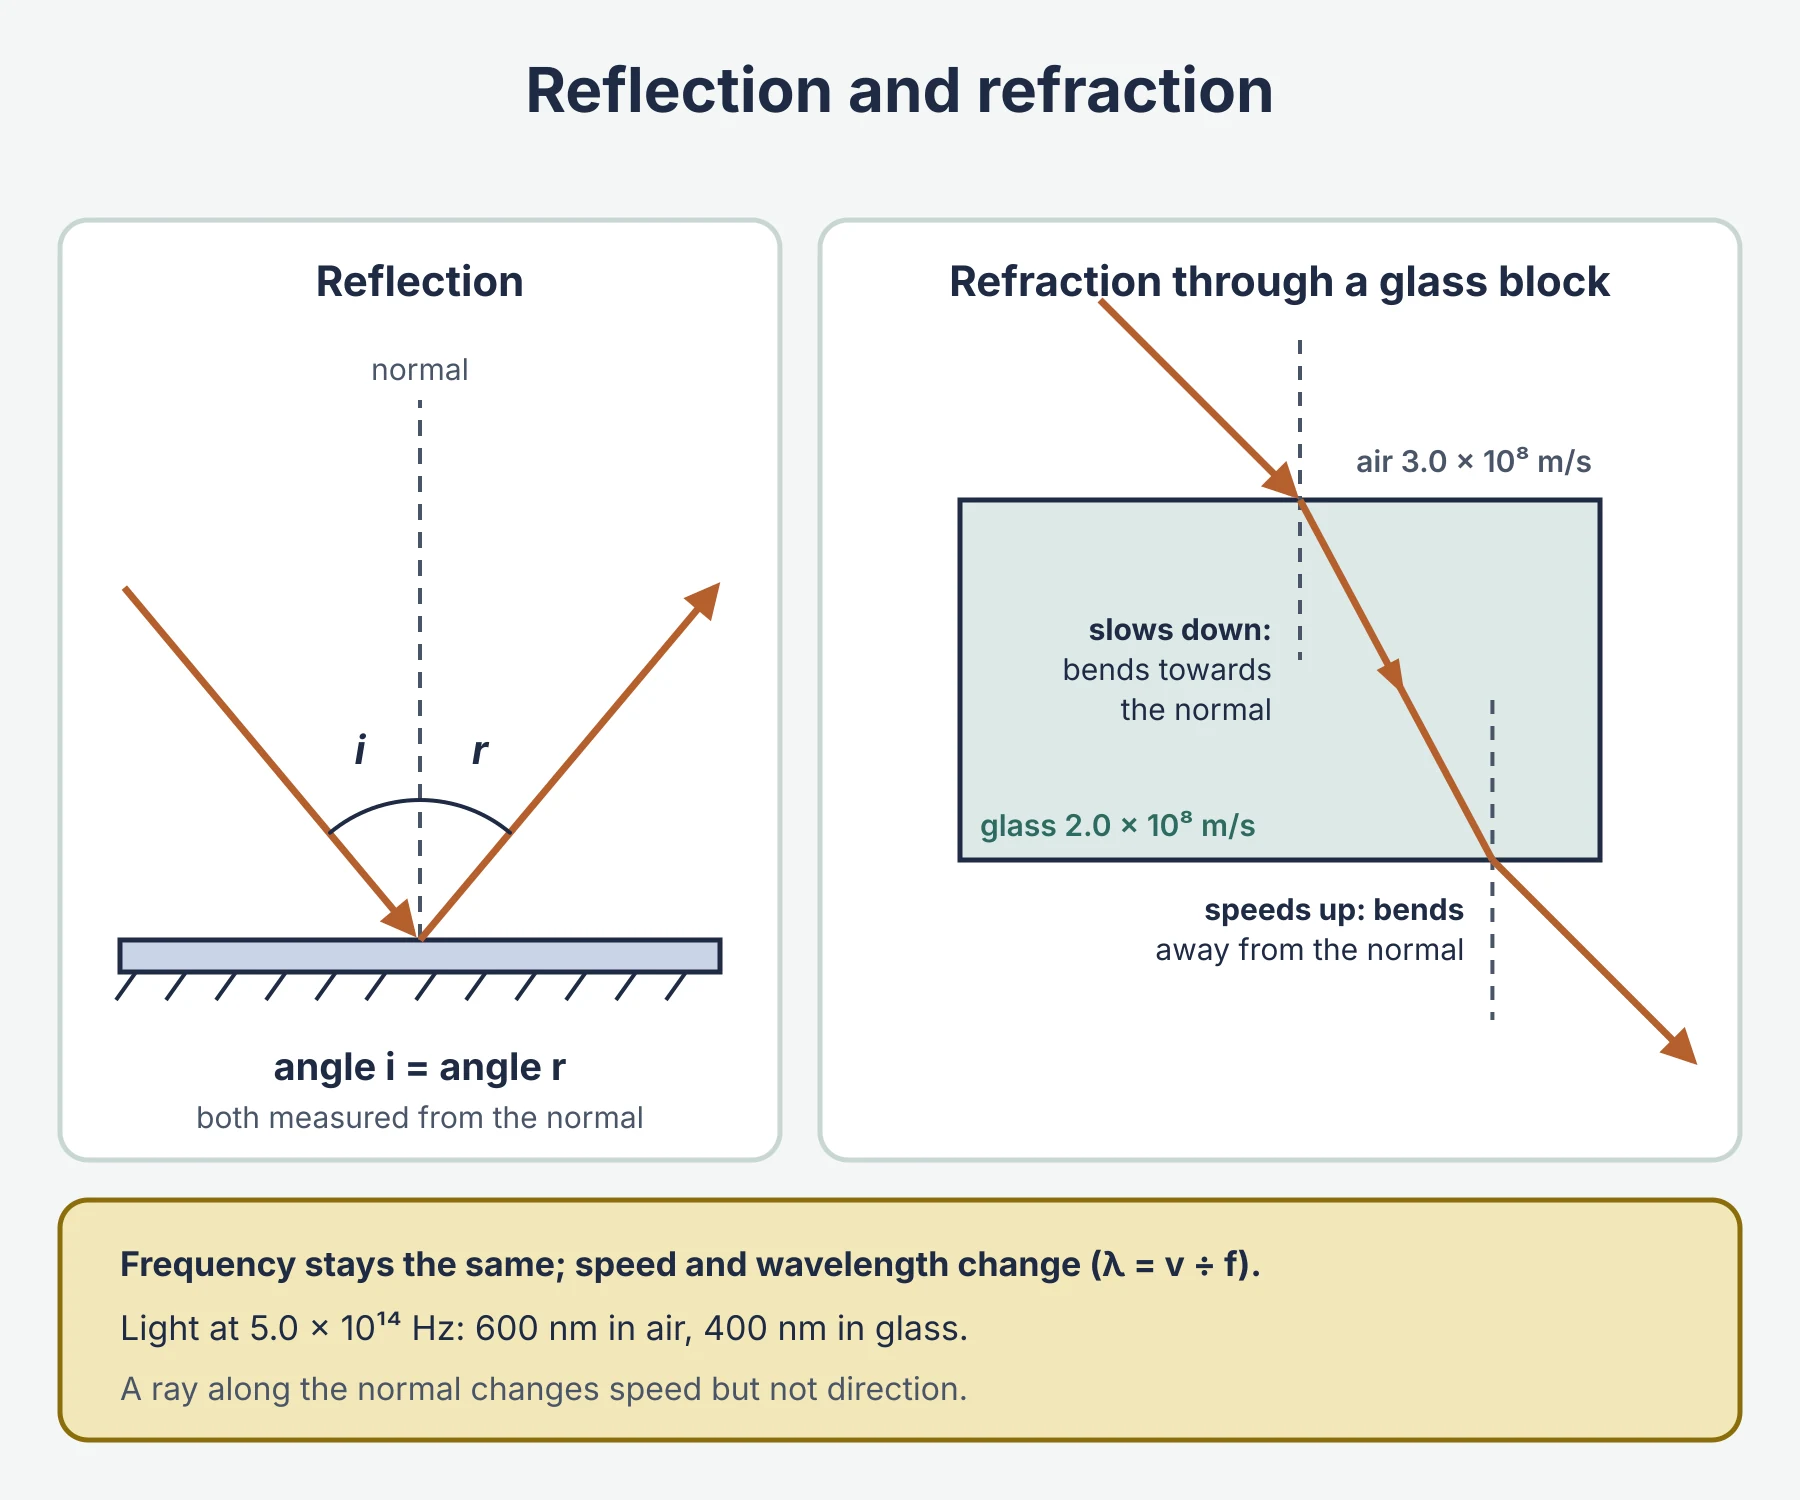 Reflection and refraction
Reflection
normal
i
r
angle i = angle r
both measured from the normal
Refraction through a glass block
air 3.0 × 10⁸ m/s
slows down:
bends towards
the normal
glass 2.0 × 10⁸ m/s
speeds up: bends
away from the normal
Frequency stays the same; speed and wavelength change (λ = v ÷ f).
Light at 5.0 × 10¹⁴ Hz: 600 nm in air, 400 nm in glass.
A ray along the normal changes speed but not direction.